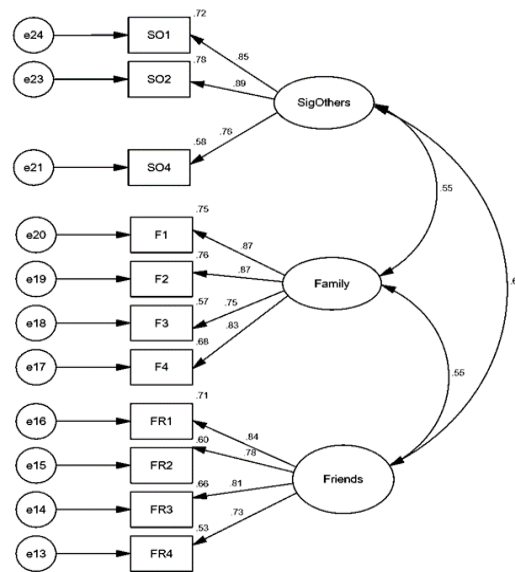 .72
e24 SO1
.78
.85
e23 SO2
.89
SigOthers
.58
.76
e21 SO4
.55
.75
e20 F1
.76
.87
e19 F2
.87
Family
.57
.75
e18 F3
.83
.68
e17 F4
.55
.71
e16 FR1
.60
.84
.78
e15 FR2
Friends
.66
.81
e14 FR3
.73
.53
e13 FR4